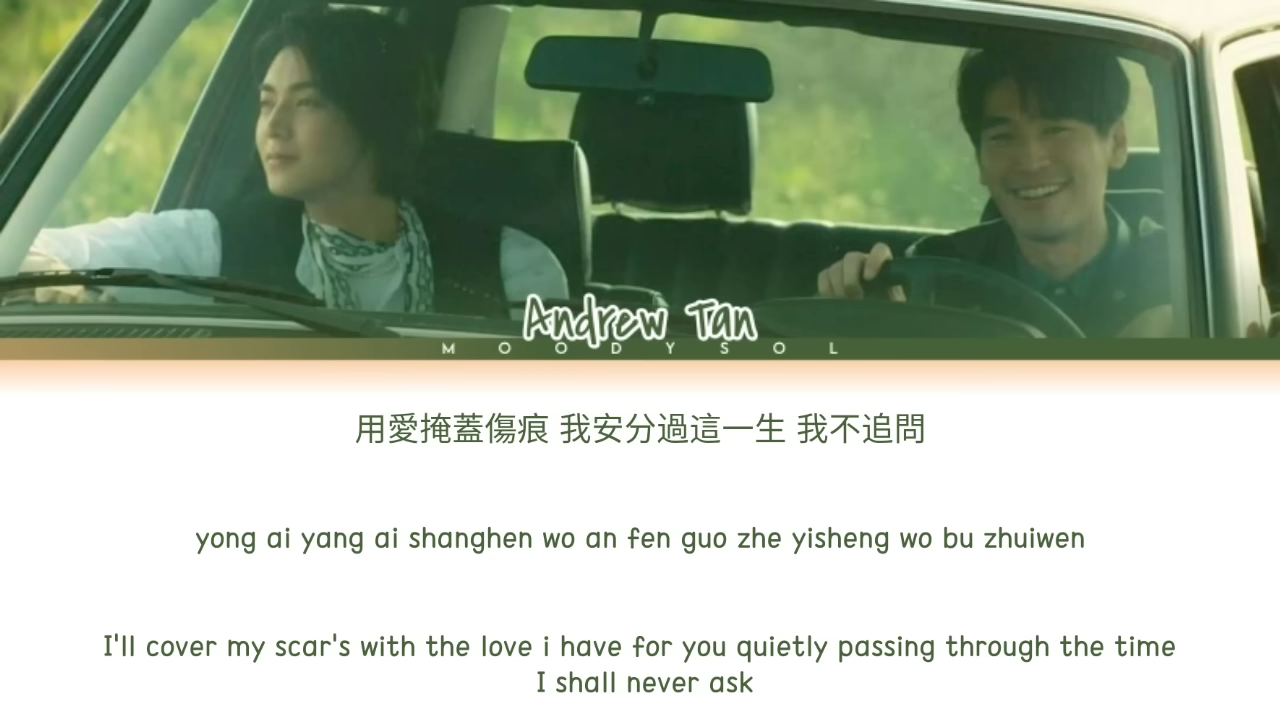 Andrew Tan
MOODYSOL
用愛掩蓋傷痕 我安分過這一生 我不追問
yong ai yang ai shanghen wo an fen guo zhe yisheng wo bu zhuiwen
I'll cover my scar's with the love i have for you quietly passing through the time
I shall never ask